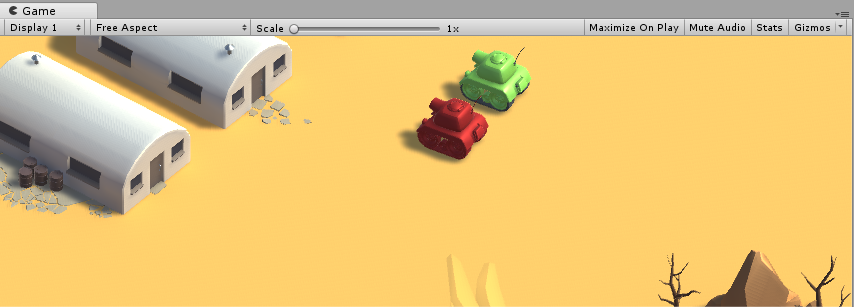 Game
Display 1 Free Aspect Scale 1x Maximize On Play Mute Audio Stats Gizmos